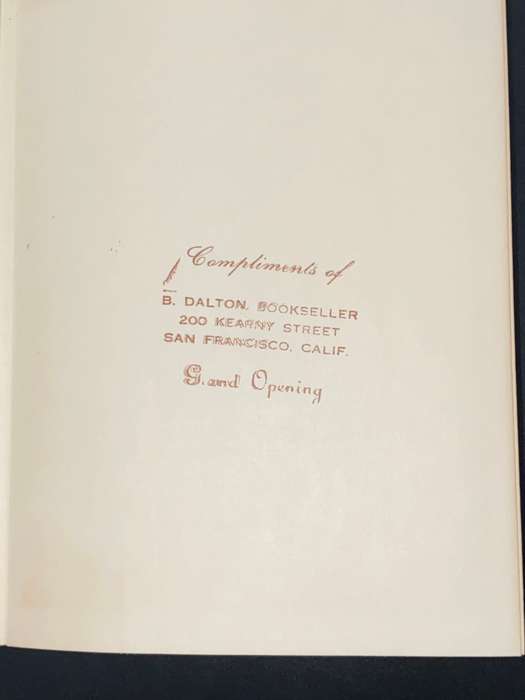 Compliments of
B. DALTON, BOOKSELLER
200 KEARNY STREET
SAN FRANCISCO, CALIF.
Grand Opening